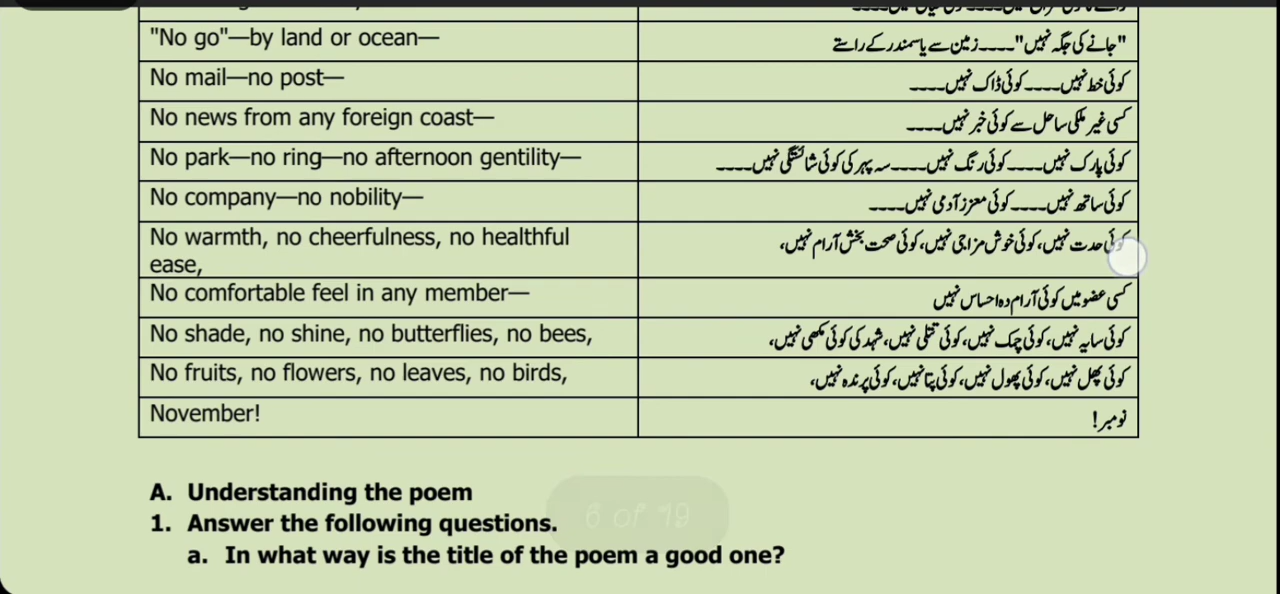 "No go"—by land or ocean—
"جانے کی جگہ نہیں"۔۔۔۔زمین سے یا سمندر کے راستے
No mail—no post—
کوئی خط نہیں۔۔۔۔کوئی ڈاک نہیں۔۔۔۔
No news from any foreign coast—
کسی غیر ملکی ساحل سے کوئی خبر نہیں۔۔۔۔
No park—no ring—no afternoon gentility—
کوئی پارک نہیں۔۔۔۔کوئی رنگ نہیں۔۔۔۔سہ پہر کی کوئی شائستگی نہیں۔۔۔۔
No company—no nobility—
کوئی ساتھ نہیں۔۔۔۔کوئی معزز آدمی نہیں۔۔۔۔
No warmth, no cheerfulness, no healthful
ease,
کوئی حدت نہیں، کوئی خوش مزاجی نہیں، کوئی صحت بخش آرام نہیں،
No comfortable feel in any member—
کسی عضو میں کوئی آرام دہ احساس نہیں
No shade, no shine, no butterflies, no bees,
کوئی سایہ نہیں، کوئی چمک نہیں، کوئی تتلی نہیں، شہد کی کوئی مکھی نہیں،
No fruits, no flowers, no leaves, no birds,
کوئی پھل نہیں، کوئی پھول نہیں، کوئی پتا نہیں، کوئی پرندہ نہیں،
November!
نومبر!
A. Understanding the poem
1. Answer the following questions.
6 of 19
a. In what way is the title of the poem a good one?